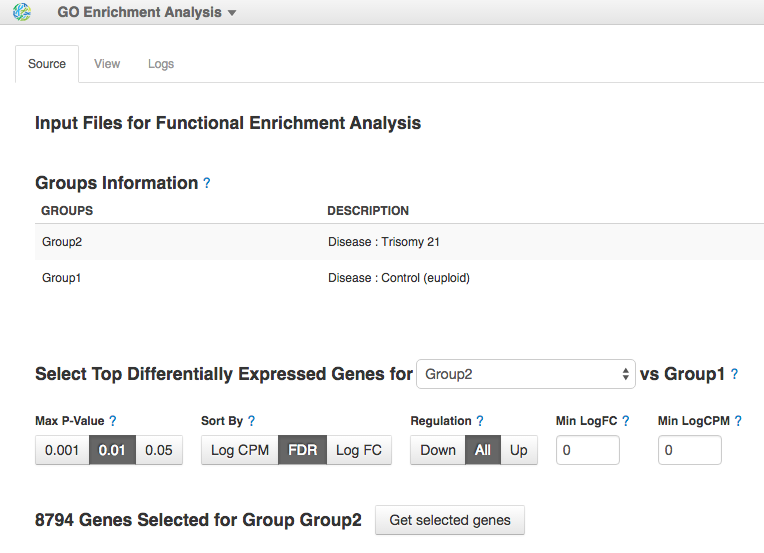 GO Enrichment Analysis
Source View Logs
Input Files for Functional Enrichment Analysis
Groups Information ?
GROUPS DESCRIPTION
Group2 Disease : Trisomy 21
Group1 Disease : Control (euploid)
Select Top Differentially Expressed Genes for Group2 vs Group1 ?
Max P-Value ? Sort By ? Regulation ? Min LogFC ? Min LogCPM ?
0.001 0.01 0.05 Log CPM FDR Log FC Down All Up 0 0
8794 Genes Selected for Group Group2 Get selected genes